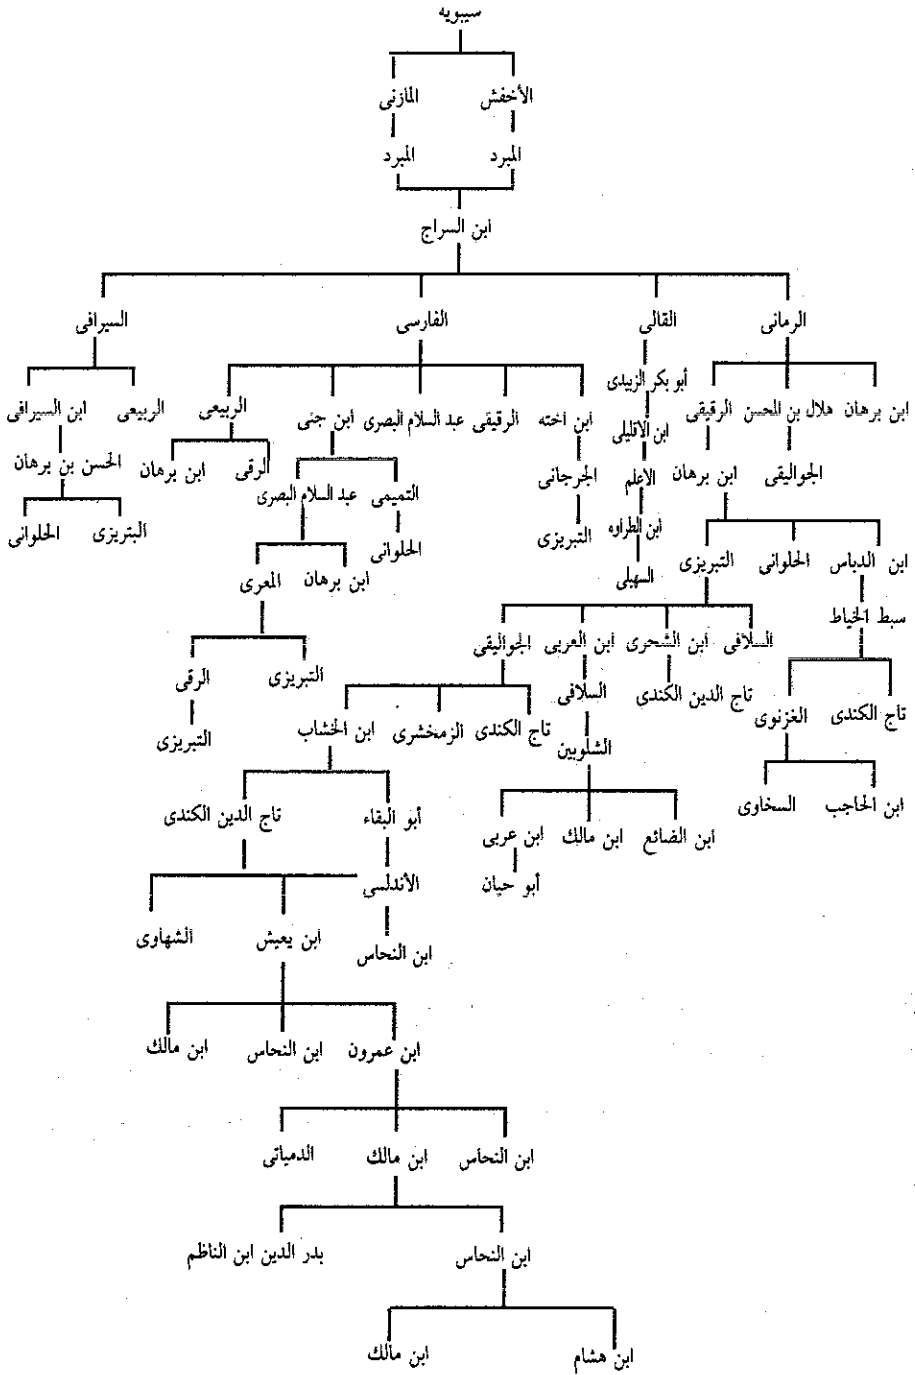 سيبويه
الأخفش المازنى
المبرد المبرد
ابن السراج
الرمانى القالى الفارسى السيرافى
أبو بكر الزبيدى
ابن برهان هلال بن المحسن الرقيقى ابن اخته الرقيقى عبد السلام البصرى ابن جنى الربيعى الربيعى ابن السيرافى
ابن الاقليلى
الجواليقى ابن برهان الاعلم الجرجانى الرقى ابن برهان الحسن بن برهان
التميمى عبد السلام البصرى
ابن الطراوه التبريزى الحلوانى البتريزى الحلوانى
ابن الدباس الحلوانى التبريزى السهيلى ابن برهان المعرى
سبط الخياط
السلافى ابن الشحرى ابن العربى الجواليقى
التبريزى الرقى
تاج الدين الكندى السلافى
تاج الكندى الغزنوى تاج الكندى الزمخشرى ابن الخشاب التبريزى
الشلوبين
ابن الحاجب السخاوى أبو البقاء تاج الدين الكندى
ابن الضائع ابن مالك ابن عربى
أبو حيان الأندلسى
ابن يعيش الشهاوى
ابن النحاس
ابن عمرون ابن النحاس ابن مالك
ابن النحاس ابن مالك الدمياتى
ابن النحاس بدر الدين ابن الناظم
ابن هشام ابن مالك